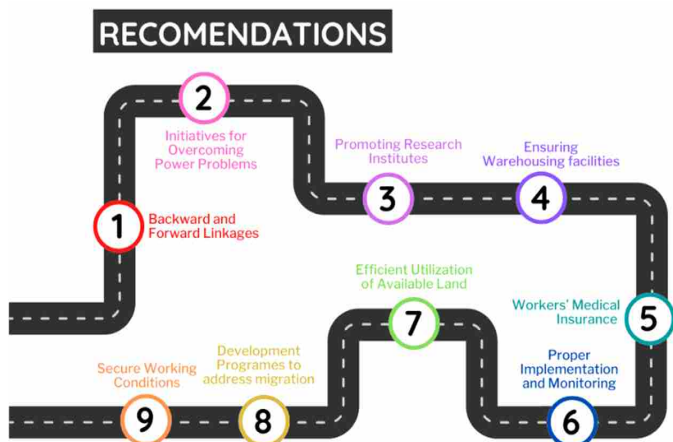 RECOMENDATIONS
1
Backward and
Forward Linkages
2
Initiatives for
Overcoming
Power Problems
3
Promoting Research
Institutes
4
Ensuring
Warehousing facilities
5
Workers' Medical
Insurance
6
Proper
Implementation
and Monitoring
7
Efficient Utilization
of Available Land
8
Development
Programes to
address migration
9
Secure Working
Conditions